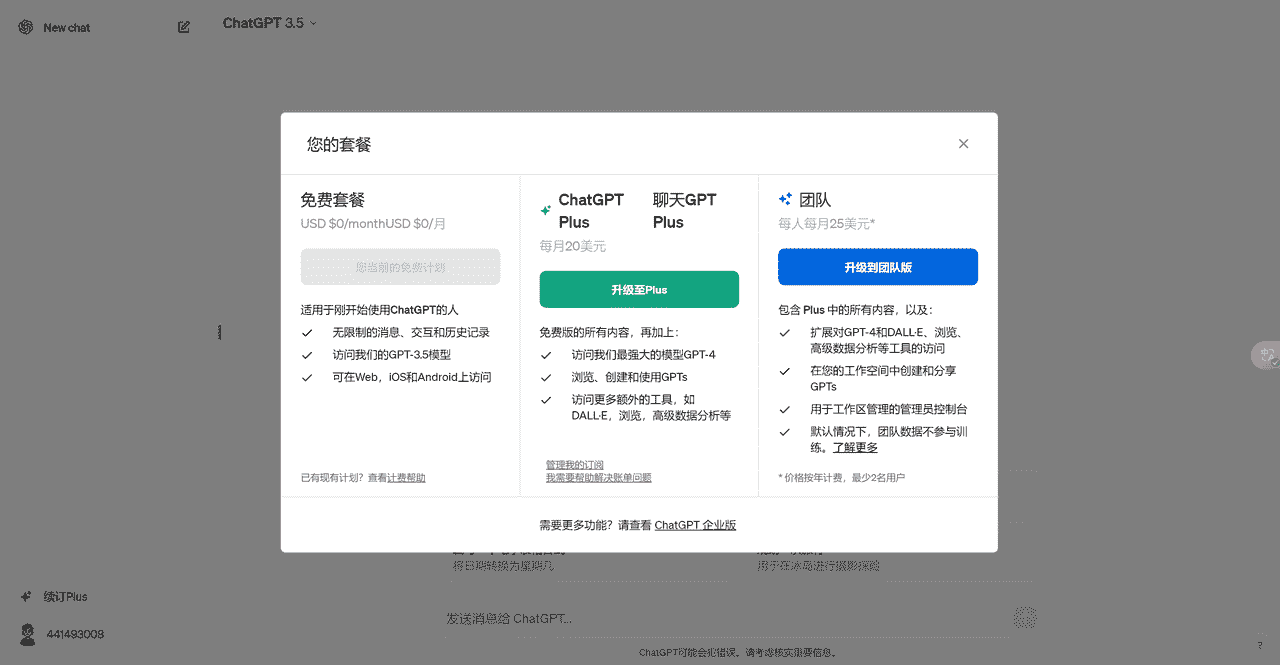 New chat
ChatGPT 3.5
您的套餐
免费套餐
USD $0/monthUSD $0/月
您当前的免费计划
适用于刚开始使用ChatGPT的人
无限制的消息、交互和历史记录
访问我们的GPT-3.5模型
可在Web，iOS和Android上访问
已有现有计划？查看计费帮助
ChatGPT 聊天GPT
Plus Plus
每月20美元
升级至Plus
免费版的所有内容，再加上：
访问我们最强大的模型GPT-4
浏览、创建和使用GPTs
访问更多额外的工具，如
DALL·E，浏览，高级数据分析等
管理我的订阅
我需要帮助解决账单问题
团队
每人每月25美元*
升级到团队版
包含 Plus 中的所有内容，以及：
扩展对GPT-4和DALL·E、浏览、
高级数据分析等工具的访问
在您的工作空间中创建和分享
GPTs
用于工作区管理的管理员控制台
默认情况下，团队数据不参与训
练。了解更多
* 价格按年计费，最少2名用户
需要更多功能？请查看 ChatGPT 企业版
将日期转换为星期几
用于在冰岛进行摄影探险
续订Plus
发送消息给 ChatGPT...
441493008
ChatGPT可能会犯错误。请考虑核实重要信息。
?